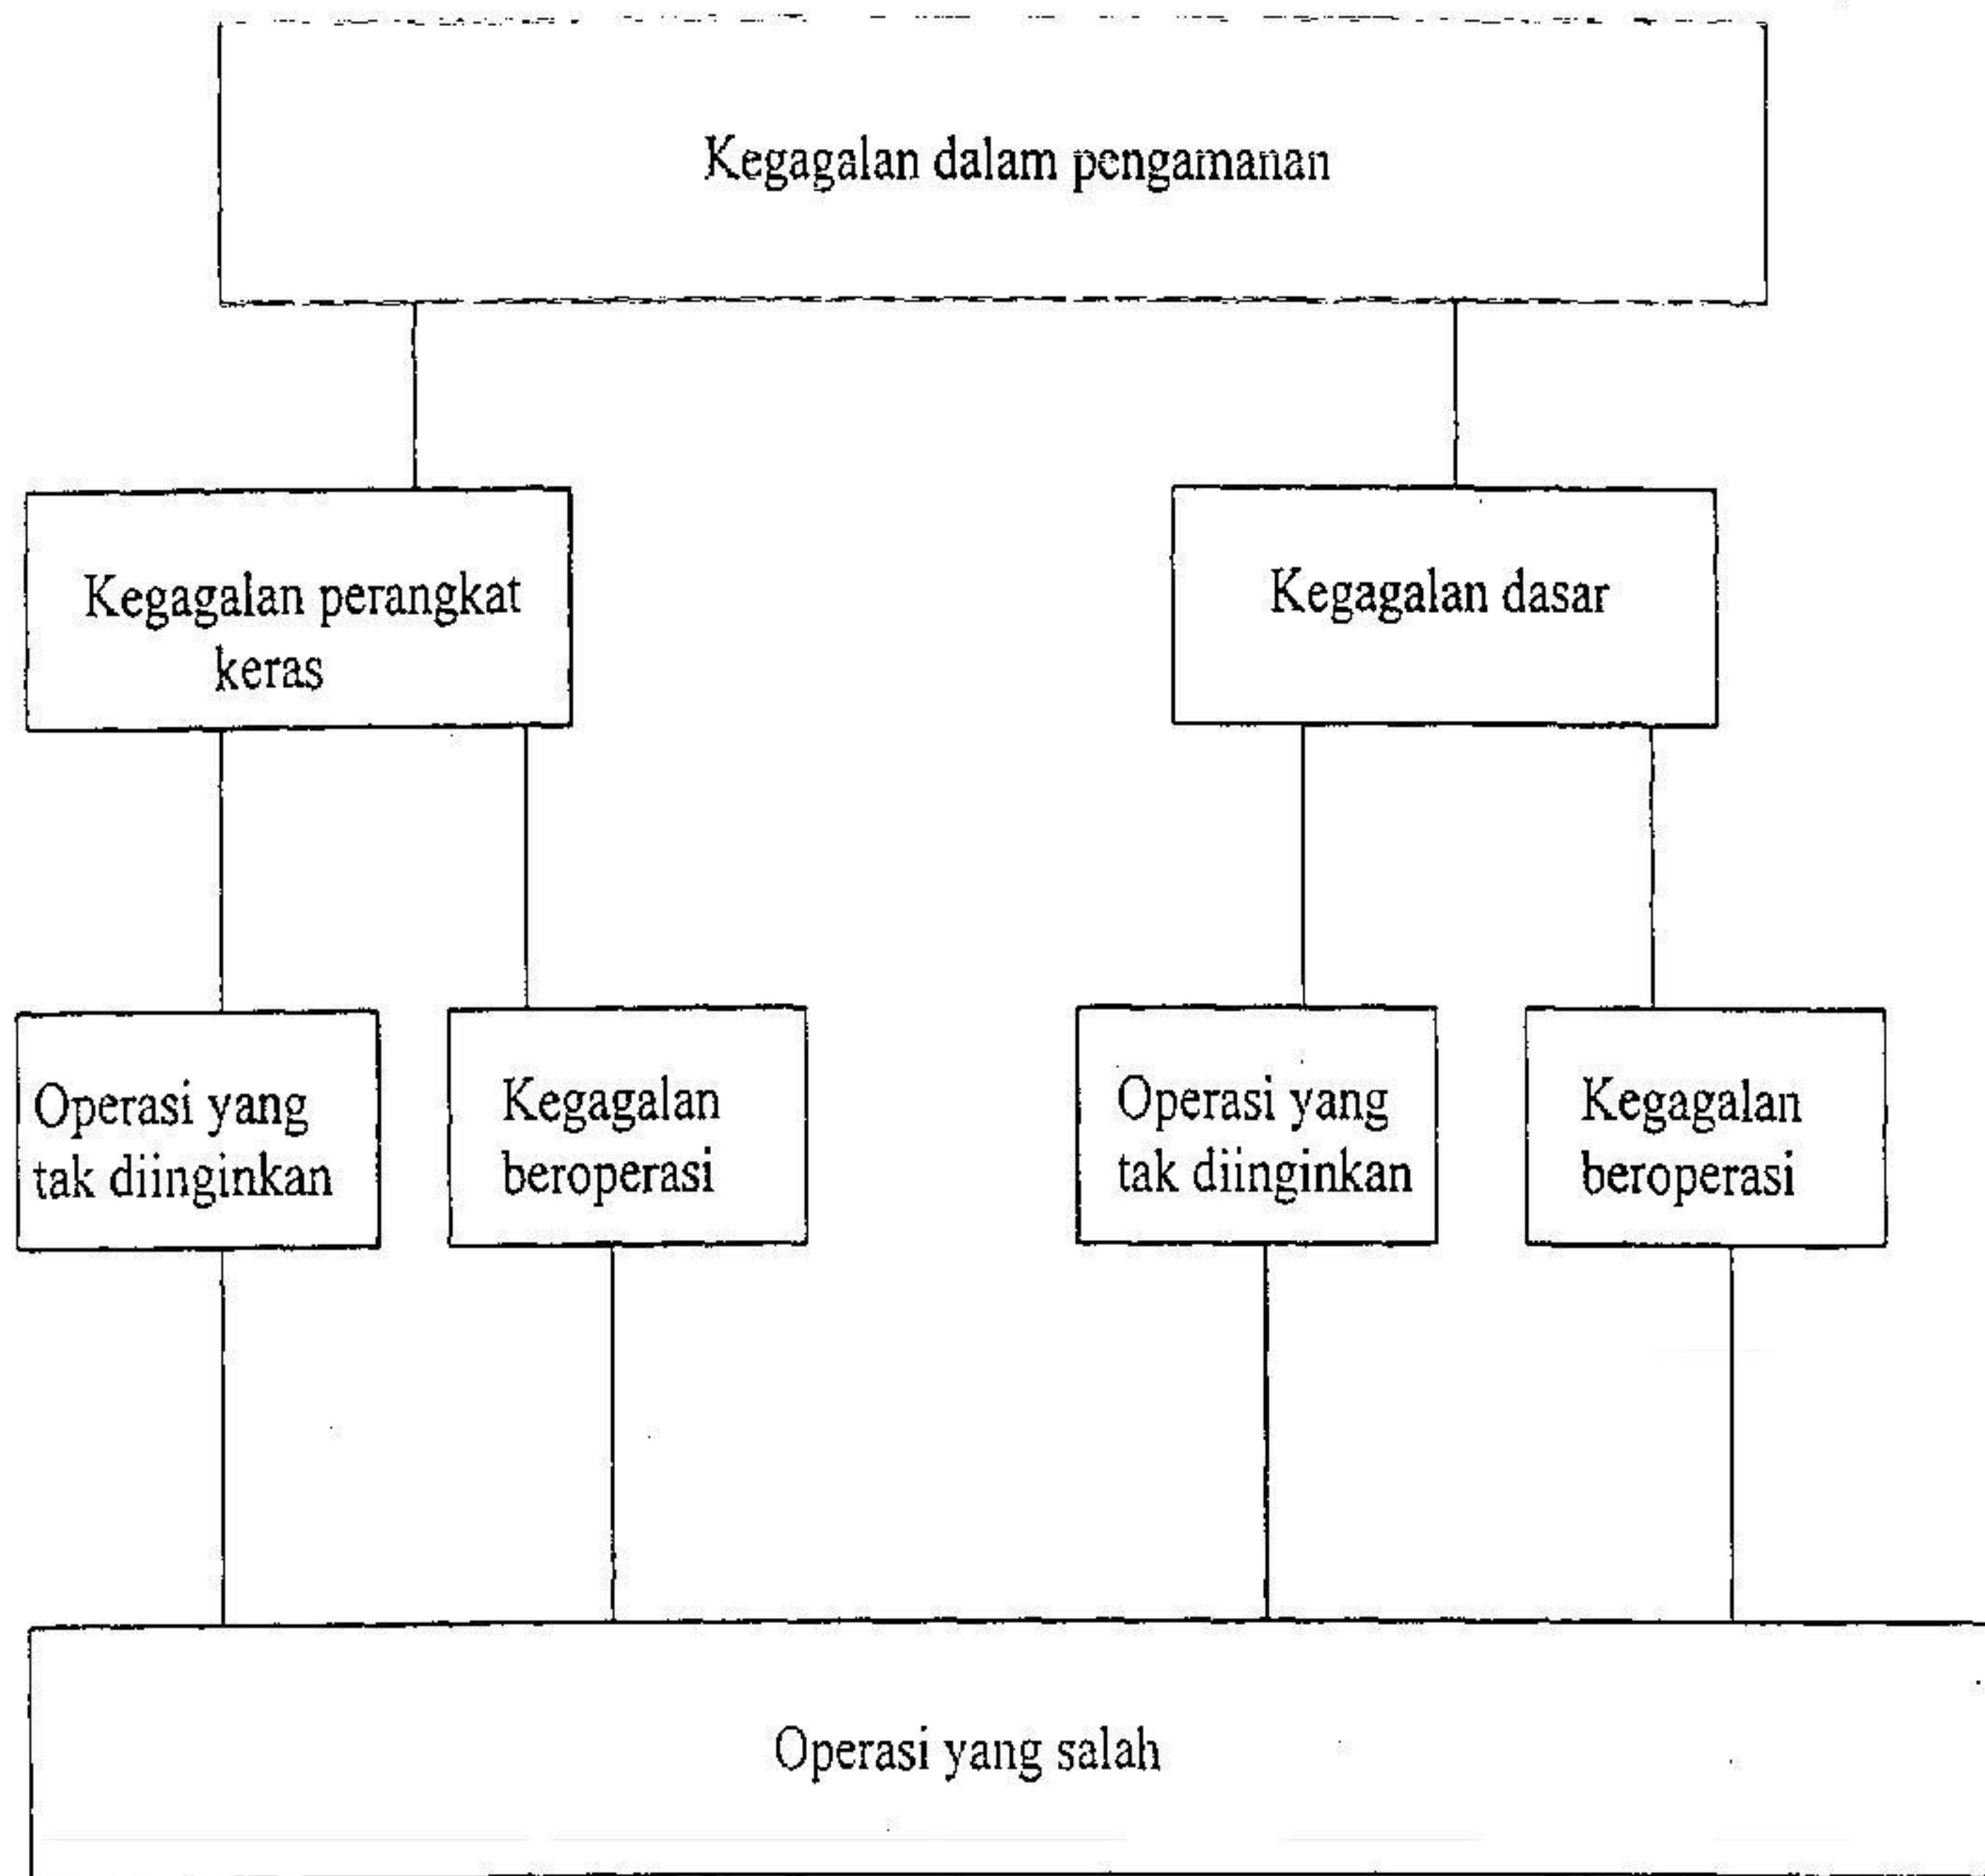 Kegagalan dalam pengamanan
Kegagalan perangkat
keras
Kegagalan dasar
Operasi yang
tak diinginkan
Kegagalan
beroperasi
Operasi yang
tak diinginkan
Kegagalan
beroperasi
Operasi yang salah